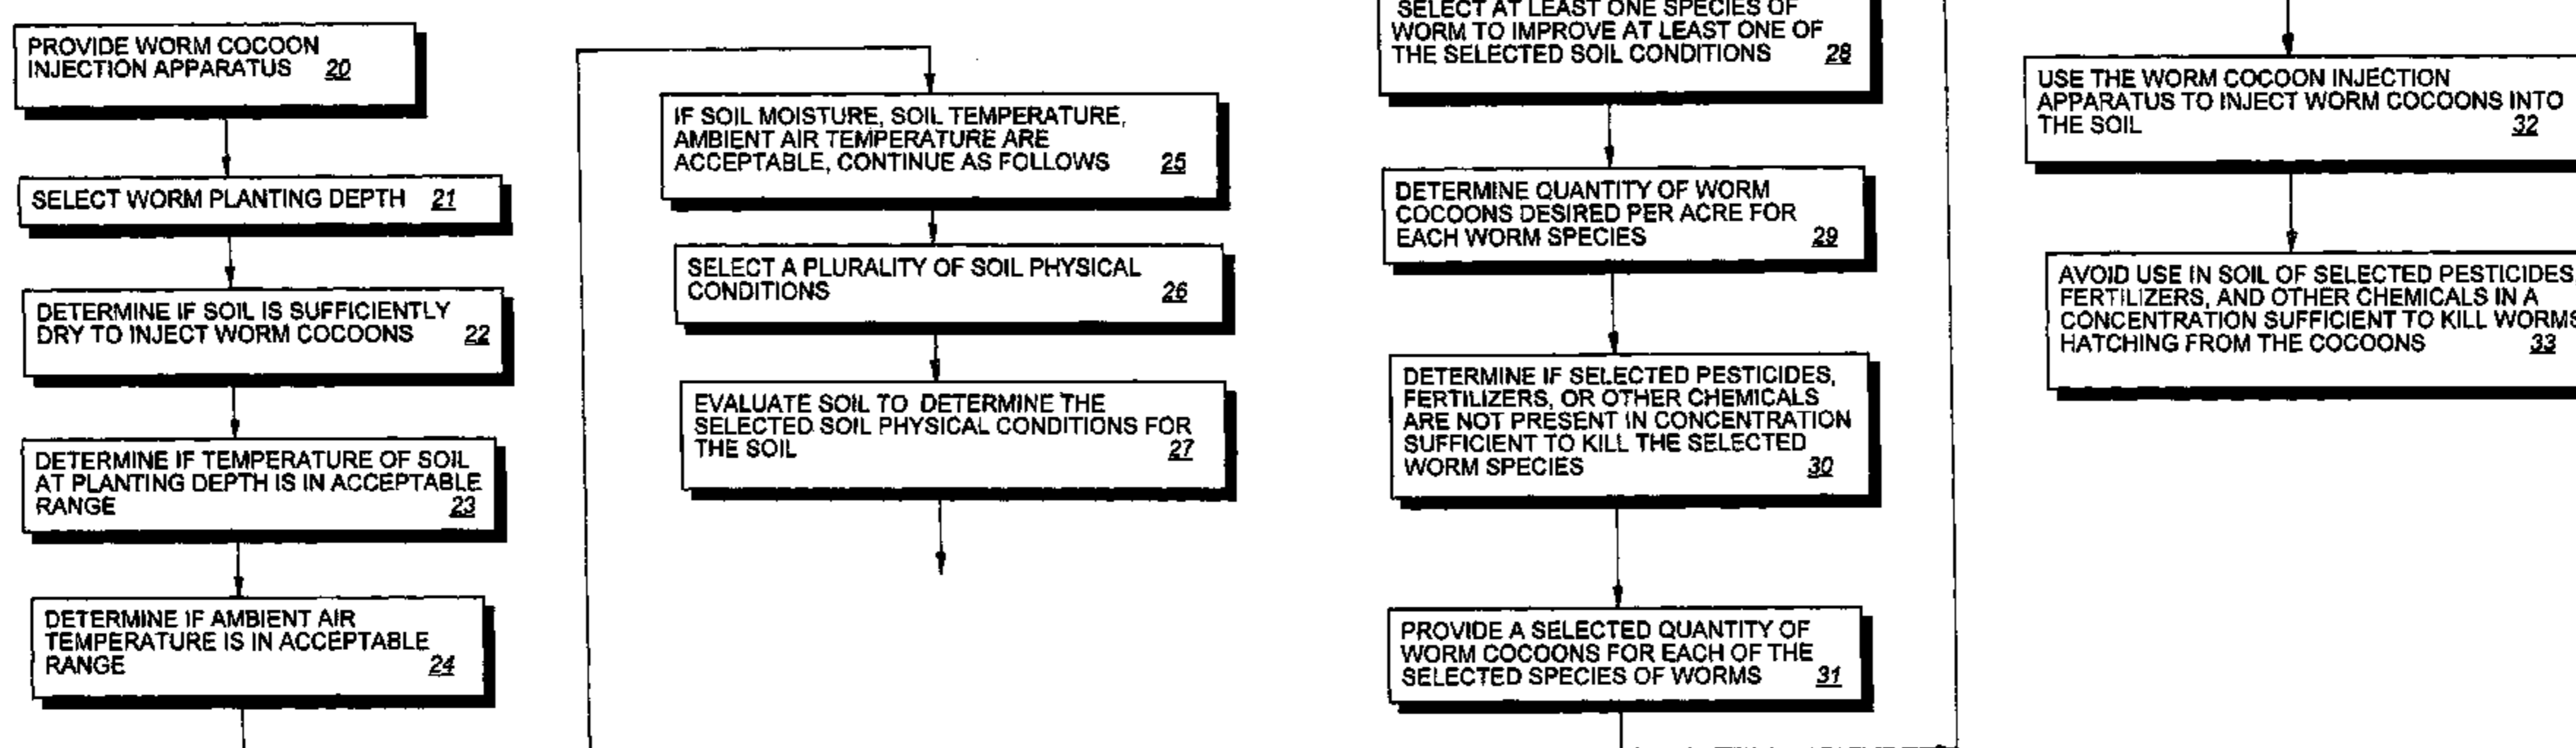 PROVIDE WORM COCOON
INJECTION APPARATUS 20
SELECT WORM PLANTING DEPTH 21
DETERMINE IF SOIL IS SUFFICIENTLY
DRY TO INJECT WORM COCOONS 22
DETERMINE IF TEMPERATURE OF SOIL
AT PLANTING DEPTH IS IN ACCEPTABLE
RANGE 23
DETERMINE IF AMBIENT AIR
TEMPERATURE IS IN ACCEPTABLE
RANGE 24
IF SOIL MOISTURE, SOIL TEMPERATURE,
AMBIENT AIR TEMPERATURE ARE
ACCEPTABLE, CONTINUE AS FOLLOWS 25
SELECT A PLURALITY OF SOIL PHYSICAL
CONDITIONS 26
EVALUATE SOIL TO DETERMINE THE
SELECTED SOIL PHYSICAL CONDITIONS FOR
THE SOIL 27
SELECT AT LEAST ONE SPECIES OF
WORM TO IMPROVE AT LEAST ONE OF
THE SELECTED SOIL CONDITIONS 28
DETERMINE QUANTITY OF WORM
COCOONS DESIRED PER ACRE FOR
EACH WORM SPECIES 29
DETERMINE IF SELECTED PESTICIDES,
FERTILIZERS, OR OTHER CHEMICALS
ARE NOT PRESENT IN CONCENTRATION
SUFFICIENT TO KILL THE SELECTED
WORM SPECIES 30
PROVIDE A SELECTED QUANTITY OF
WORM COCOONS FOR EACH OF THE
SELECTED SPECIES OF WORMS 31
USE THE WORM COCOON INJECTION
APPARATUS TO INJECT WORM COCOONS INTO
THE SOIL 32
AVOID USE IN SOIL OF SELECTED PESTICIDES
FERTILIZERS, AND OTHER CHEMICALS IN A
CONCENTRATION SUFFICIENT TO KILL WORMS
HATCHING FROM THE COCOONS 33